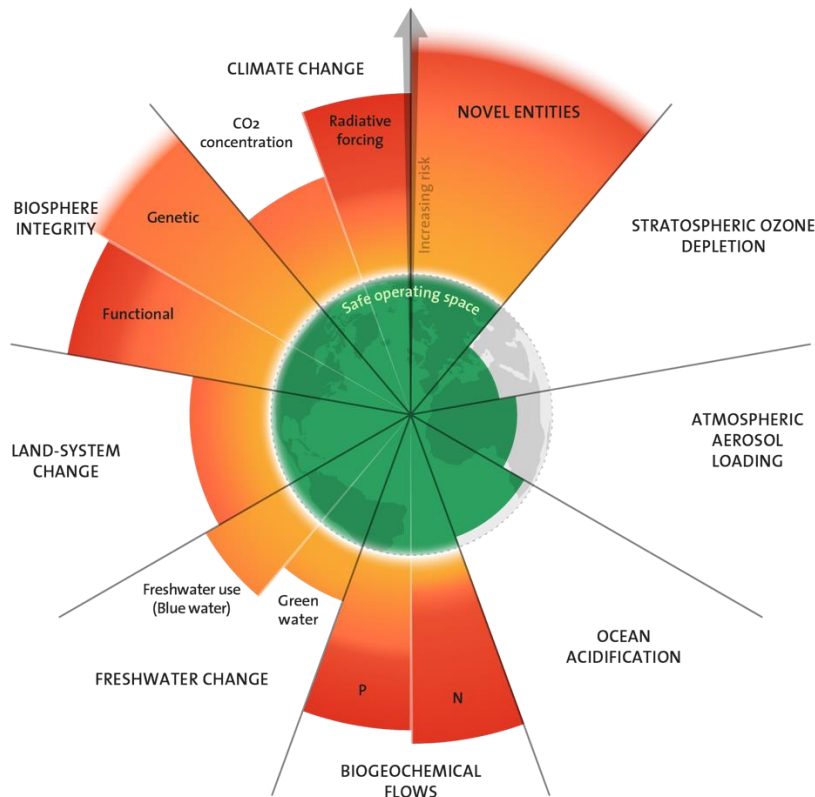 CLIMATE CHANGE
CO2
concentration
Radiative
forcing
Increasing risk
NOVEL ENTITIES
STRATOSPHERIC OZONE
DEPLETION
ATMOSPHERIC
AEROSOL
LOADING
OCEAN
ACIDIFICATION
BIOGEOCHEMICAL
FLOWS
P
N
FRESHWATER CHANGE
Green
water
Freshwater use
(Blue water)
LAND-SYSTEM
CHANGE
BIOSPHERE
INTEGRITY
Functional
Genetic
Safe operating space